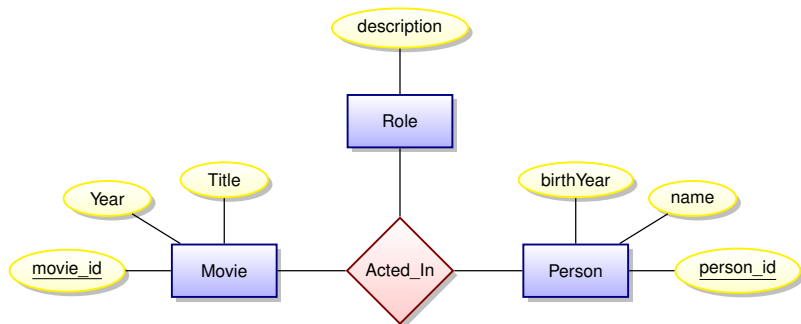 description
Role
Title
birthYear
Year
name
movie_id
Movie
Acted_In
Person
person_id